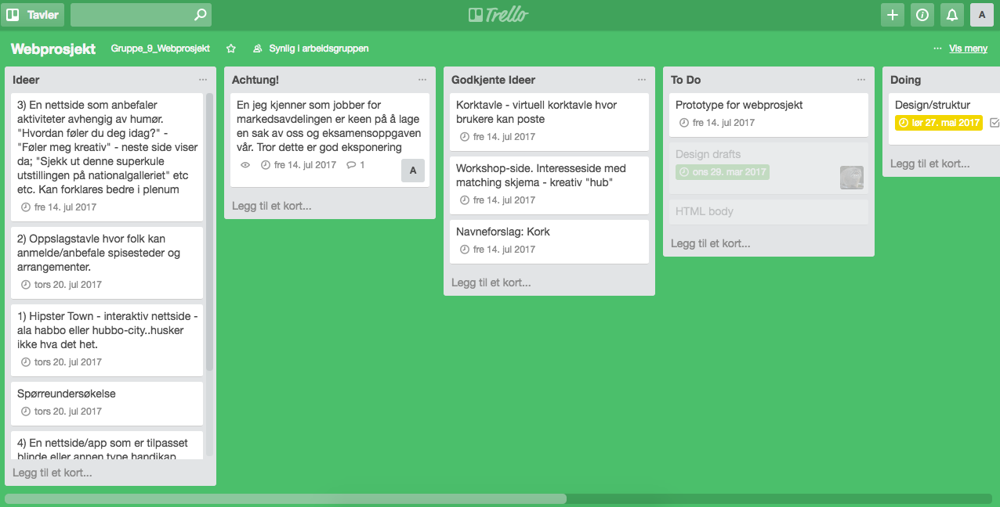 Tavler
Trello
A
Webprosjekt
Gruppe_9_Webprosjekt
Synlig i arbeidsgruppen
... Vis meny
Ideer
3) En nettside som anbefaler
aktiviteter avhengig av humør.
"Hvordan føler du deg idag?" -
"Føler meg kreativ" - neste side viser
da; "Sjekk ut denne superkule
utstillingen på nationalgalleriet" etc
etc. Kan forklares bedre i plenum
fre 14. jul 2017
2) Oppslagstavle hvor folk kan
anmelde/anbefale spisesteder og
arrangementer.
tors 20. jul 2017
1) Hipster Town - interaktiv nettside -
ala habbo eller hubbo-city..husker
ikke hva det het.
tors 20. jul 2017
Spørreundersøkelse
tors 20. jul 2017
4) En nettside/app som er tilpasset
blinde eller annen type handikap
Legg til et kort...
Achtung!
En jeg kjenner som jobber for
markedsavdelingen er keen på å lage
en sak av oss og eksamensoppgaven
vår. Tror dette er god eksponering
fre 14. jul 2017 1
A
Legg til et kort...
Godkjente Ideer
Korktavle - virtuell korktavle hvor
brukere kan poste
fre 14. jul 2017
Workshop-side. Interesseside med
matching skjema - kreativ "hub"
fre 14. jul 2017
Navneforslag: Kork
fre 14. jul 2017
Legg til et kort...
To Do
Prototype for webprosjekt
fre 14. jul 2017
Design drafts
ons 29. mar 2017
HTML body
Legg til et kort...
Doing
Design/struktur
lør 27. mai 2017
Legg til et kort...